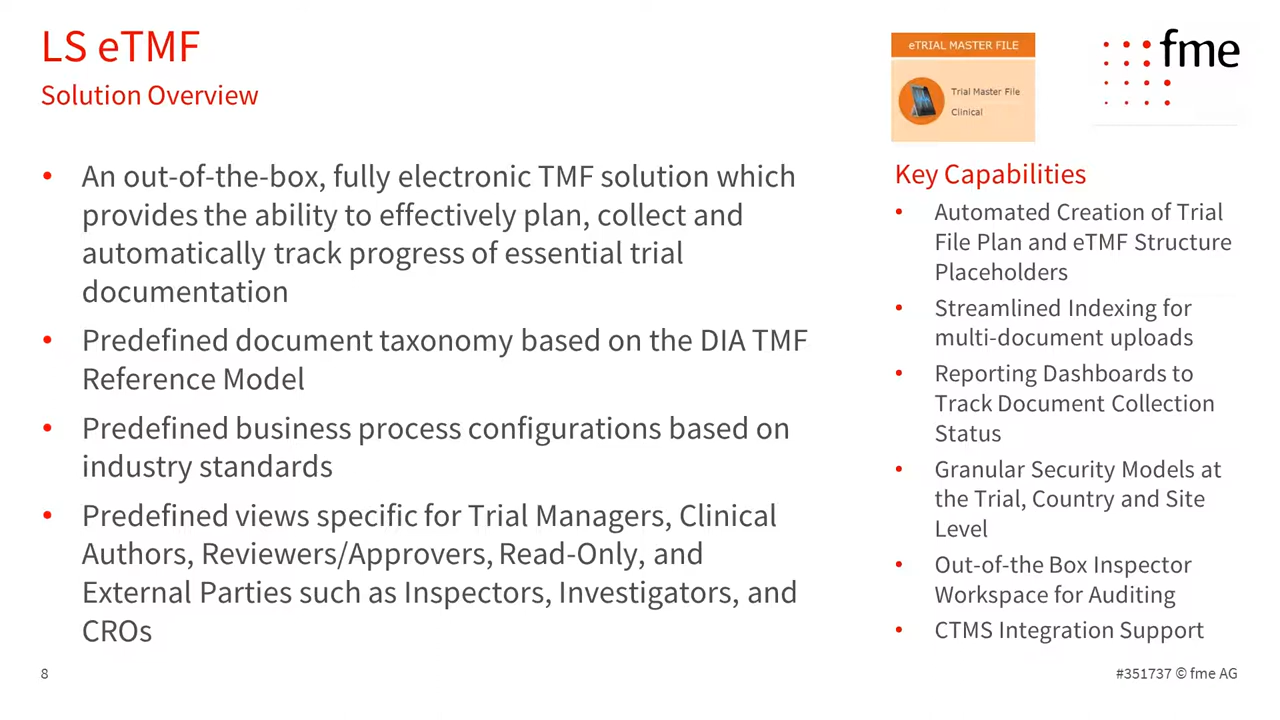 LS eTMF
Solution Overview
eTRIAL MASTER FILE
Trial Master File
Clinical
fme
• An out-of-the-box, fully electronic TMF solution which
provides the ability to effectively plan, collect and
automatically track progress of essential trial
documentation
• Predefined document taxonomy based on the DIA TMF
Reference Model
• Predefined business process configurations based on
industry standards
• Predefined views specific for Trial Managers, Clinical
Authors, Reviewers/Approvers, Read-Only, and
External Parties such as Inspectors, Investigators, and
CROs
Key Capabilities
• Automated Creation of Trial
File Plan and eTMF Structure
Placeholders
• Streamlined Indexing for
multi-document uploads
• Reporting Dashboards to
Track Document Collection
Status
• Granular Security Models at
the Trial, Country and Site
Level
• Out-of-the Box Inspector
Workspace for Auditing
• CTMS Integration Support
8
#351737 © fme AG